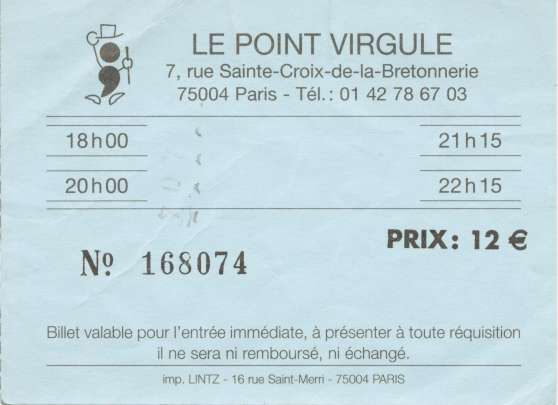 LE POINT VIRGULE
7, rue Sainte-Croix-de-la-Bretonnerie
75004 Paris - Tél.: 01 42 78 67 03
18h00 21h15
20h00 22h15
PRIX: 12 €
Nº 168074
Billet valable pour l'entrée immédiate, à présenter à toute réquisition
il ne sera ni remboursé, ni échangé.
imp. LINTZ - 16 rue Saint-Merri - 75004 PARIS